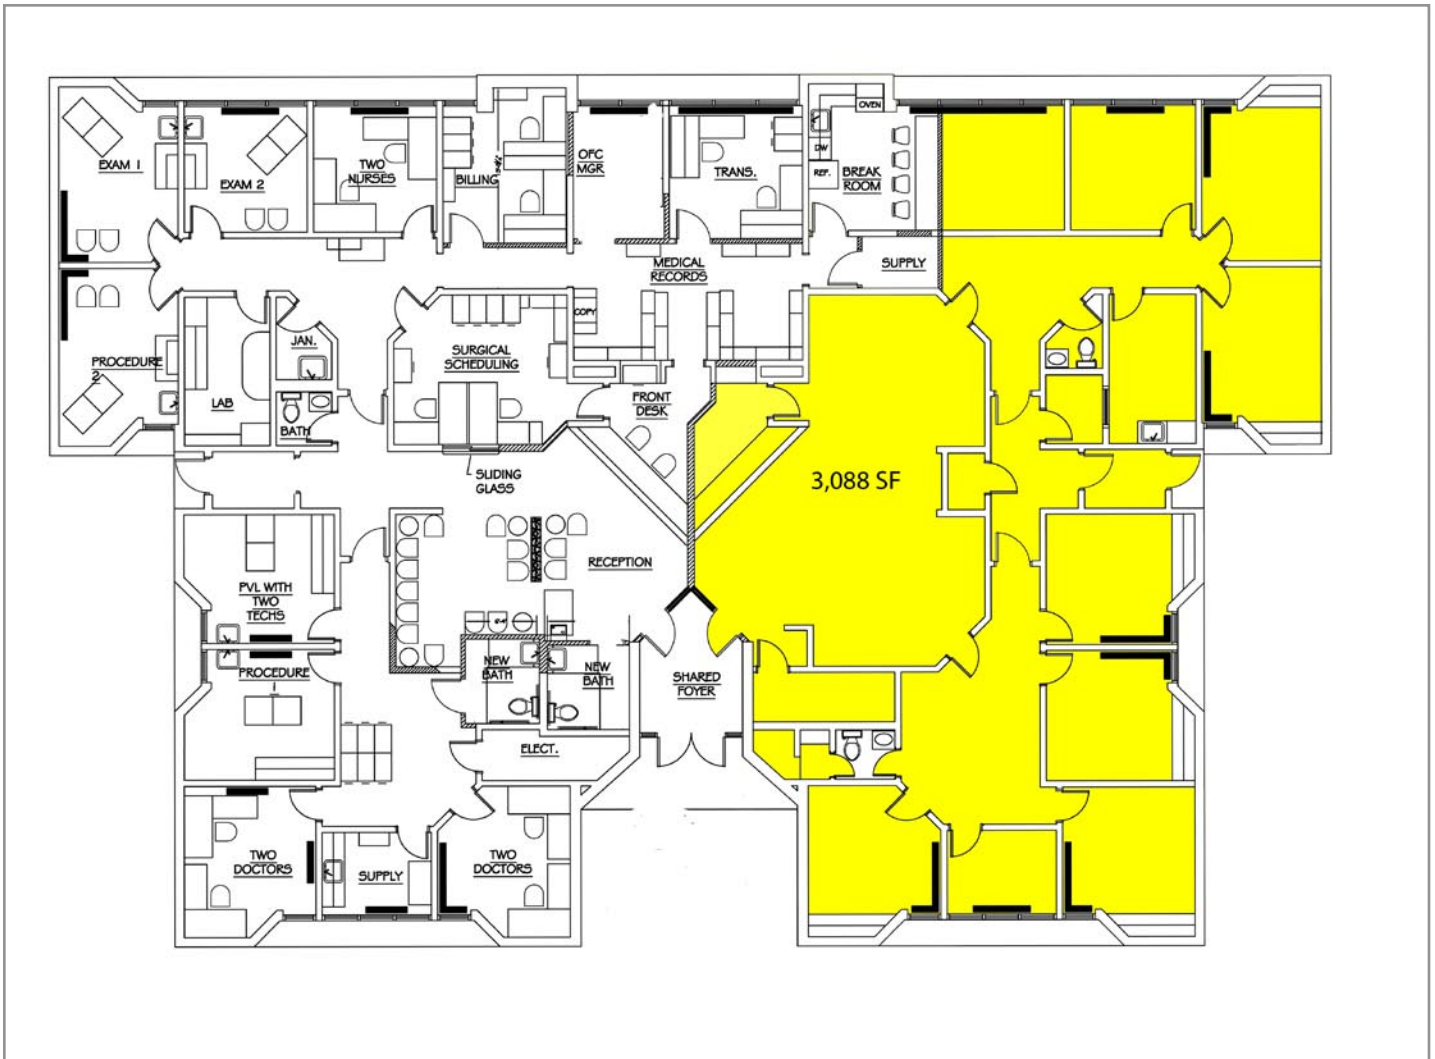 OVEN
DW
REF.
BREAK
ROOM
EXAM 1
EXAM 2
TWO
NURSES
BILLING
OFC
MGR
TRANS.
MEDICAL
RECORDS
SUPPLY
COPY
JAN.
SURGICAL
SCHEDULING
PROCEDURE
2
LAB
BATH
FRONT
DESK
SLIDING
GLASS
3,088 SF
RECEPTION
PVL WITH
TWO
TECHS
PROCEDURE
1
NEW
BATH
NEW
BATH
SHARED
FOYER
ELECT.
TWO
DOCTORS
SUPPLY
TWO
DOCTORS